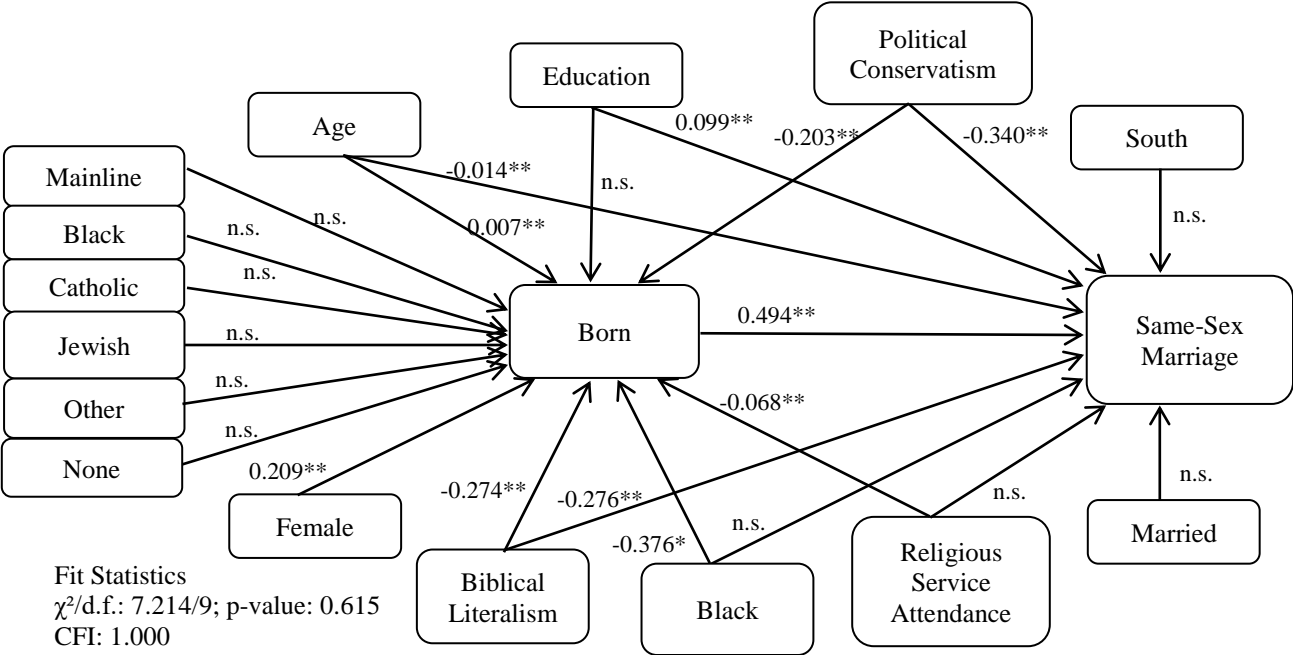 Political
Conservatism
Education
Age
South
0.099**
-0.203**
-0.340**
Mainline
-0.014**
n.s.
Black
n.s.
n.s.
0.007**
n.s.
Catholic
n.s.
Born
0.494**
Same-Sex
Marriage
Jewish
n.s.
Other
n.s.
-0.068**
None
n.s.
0.209**
-0.274**
-0.276**
n.s.
n.s.
n.s.
Female
-0.376*
Married
Biblical
Literalism
Black
Religious
Service
Attendance
Fit Statistics
χ²/d.f.: 7.214/9; p-value: 0.615
CFI: 1.000